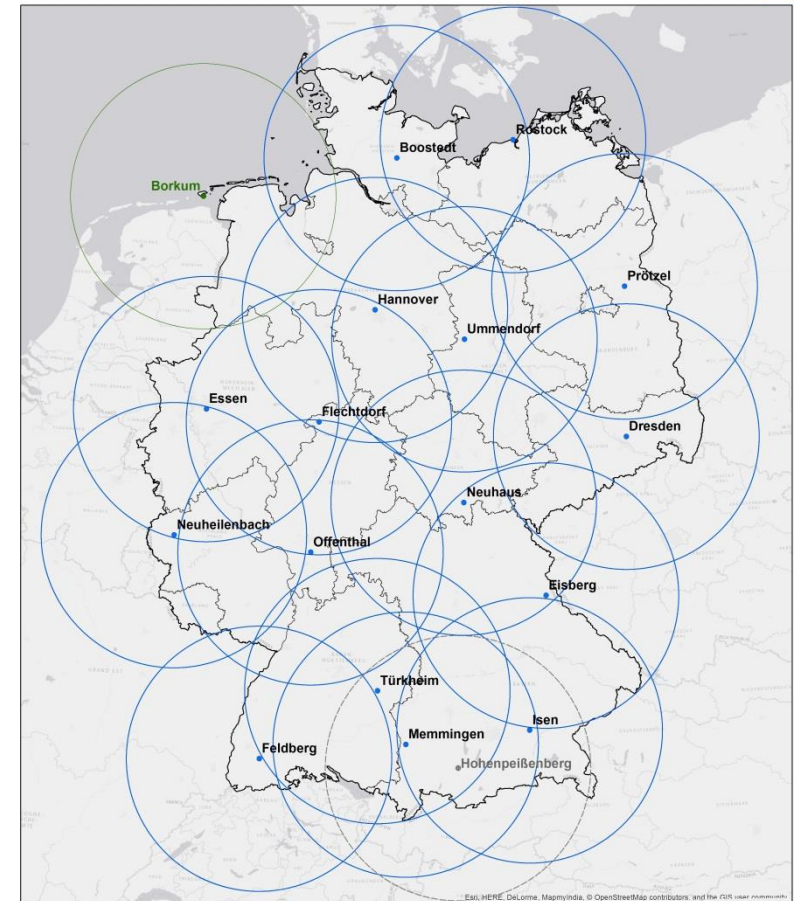 Rostock
Boostedt
Borkum
Prötzel
Hannover
Ummendorf
Essen
Flechtdorf
Dresden
Neuhaus
Neuheilenbach
Offenthal
Eisberg
Türkheim
Isen
Memmingen
Feldberg
Hohenpeißenberg
Esri, HERE, DeLorme, MapmyIndia, © OpenStreetMap contributors, and the GIS user community